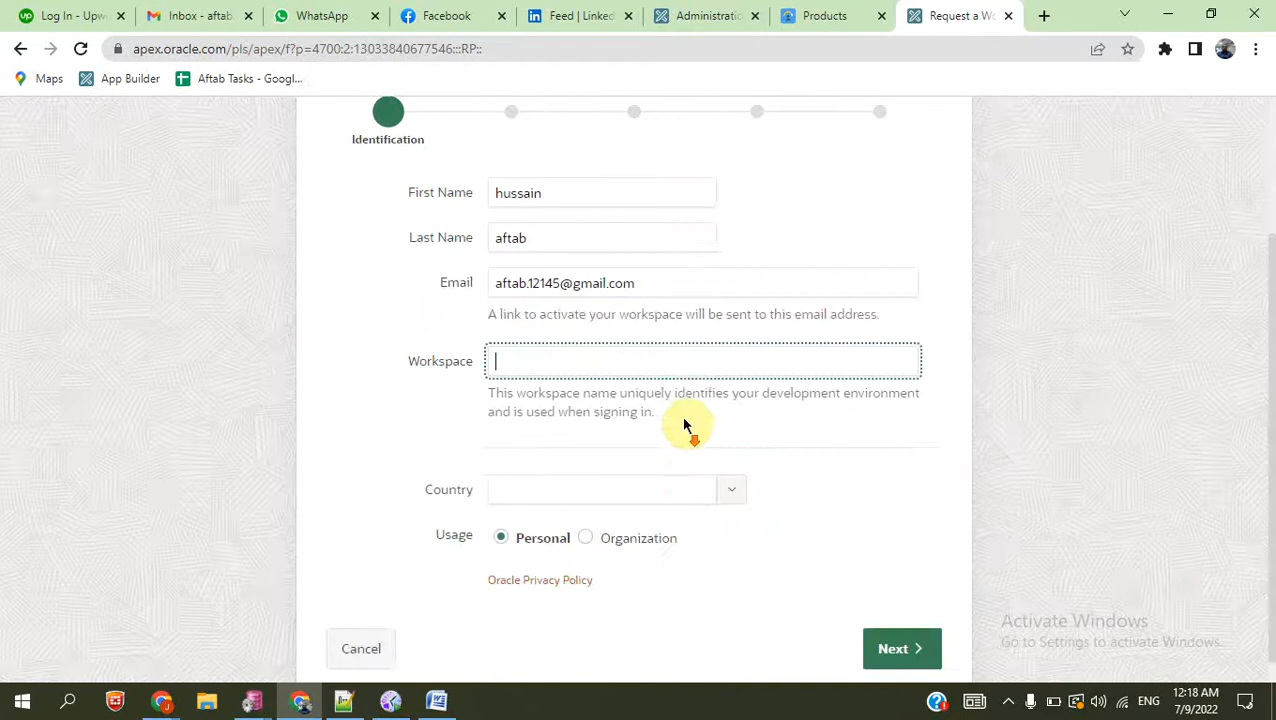 Log In - Upw
Inbox - aftab.
WhatsApp
Facebook
Feed | Linked
Administratio
Products
Request a Wo
apex.oracle.com/pls/apex/f?p=4700:2:13033840677546:::RP::
Maps
App Builder
Aftab Tasks - Googl...
Identification
First Name
hussain
Last Name
aftab
Email
aftab.12145@gmail.com
A link to activate your workspace will be sent to this email address.
Workspace
This workspace name uniquely identifies your development environment
and is used when signing in.
Country
Usage
Personal
Organization
Oracle Privacy Policy
Activate Windows
Go to Settings to activate Windows.
Cancel
Next
ENG
12:18 AM
7/9/2022